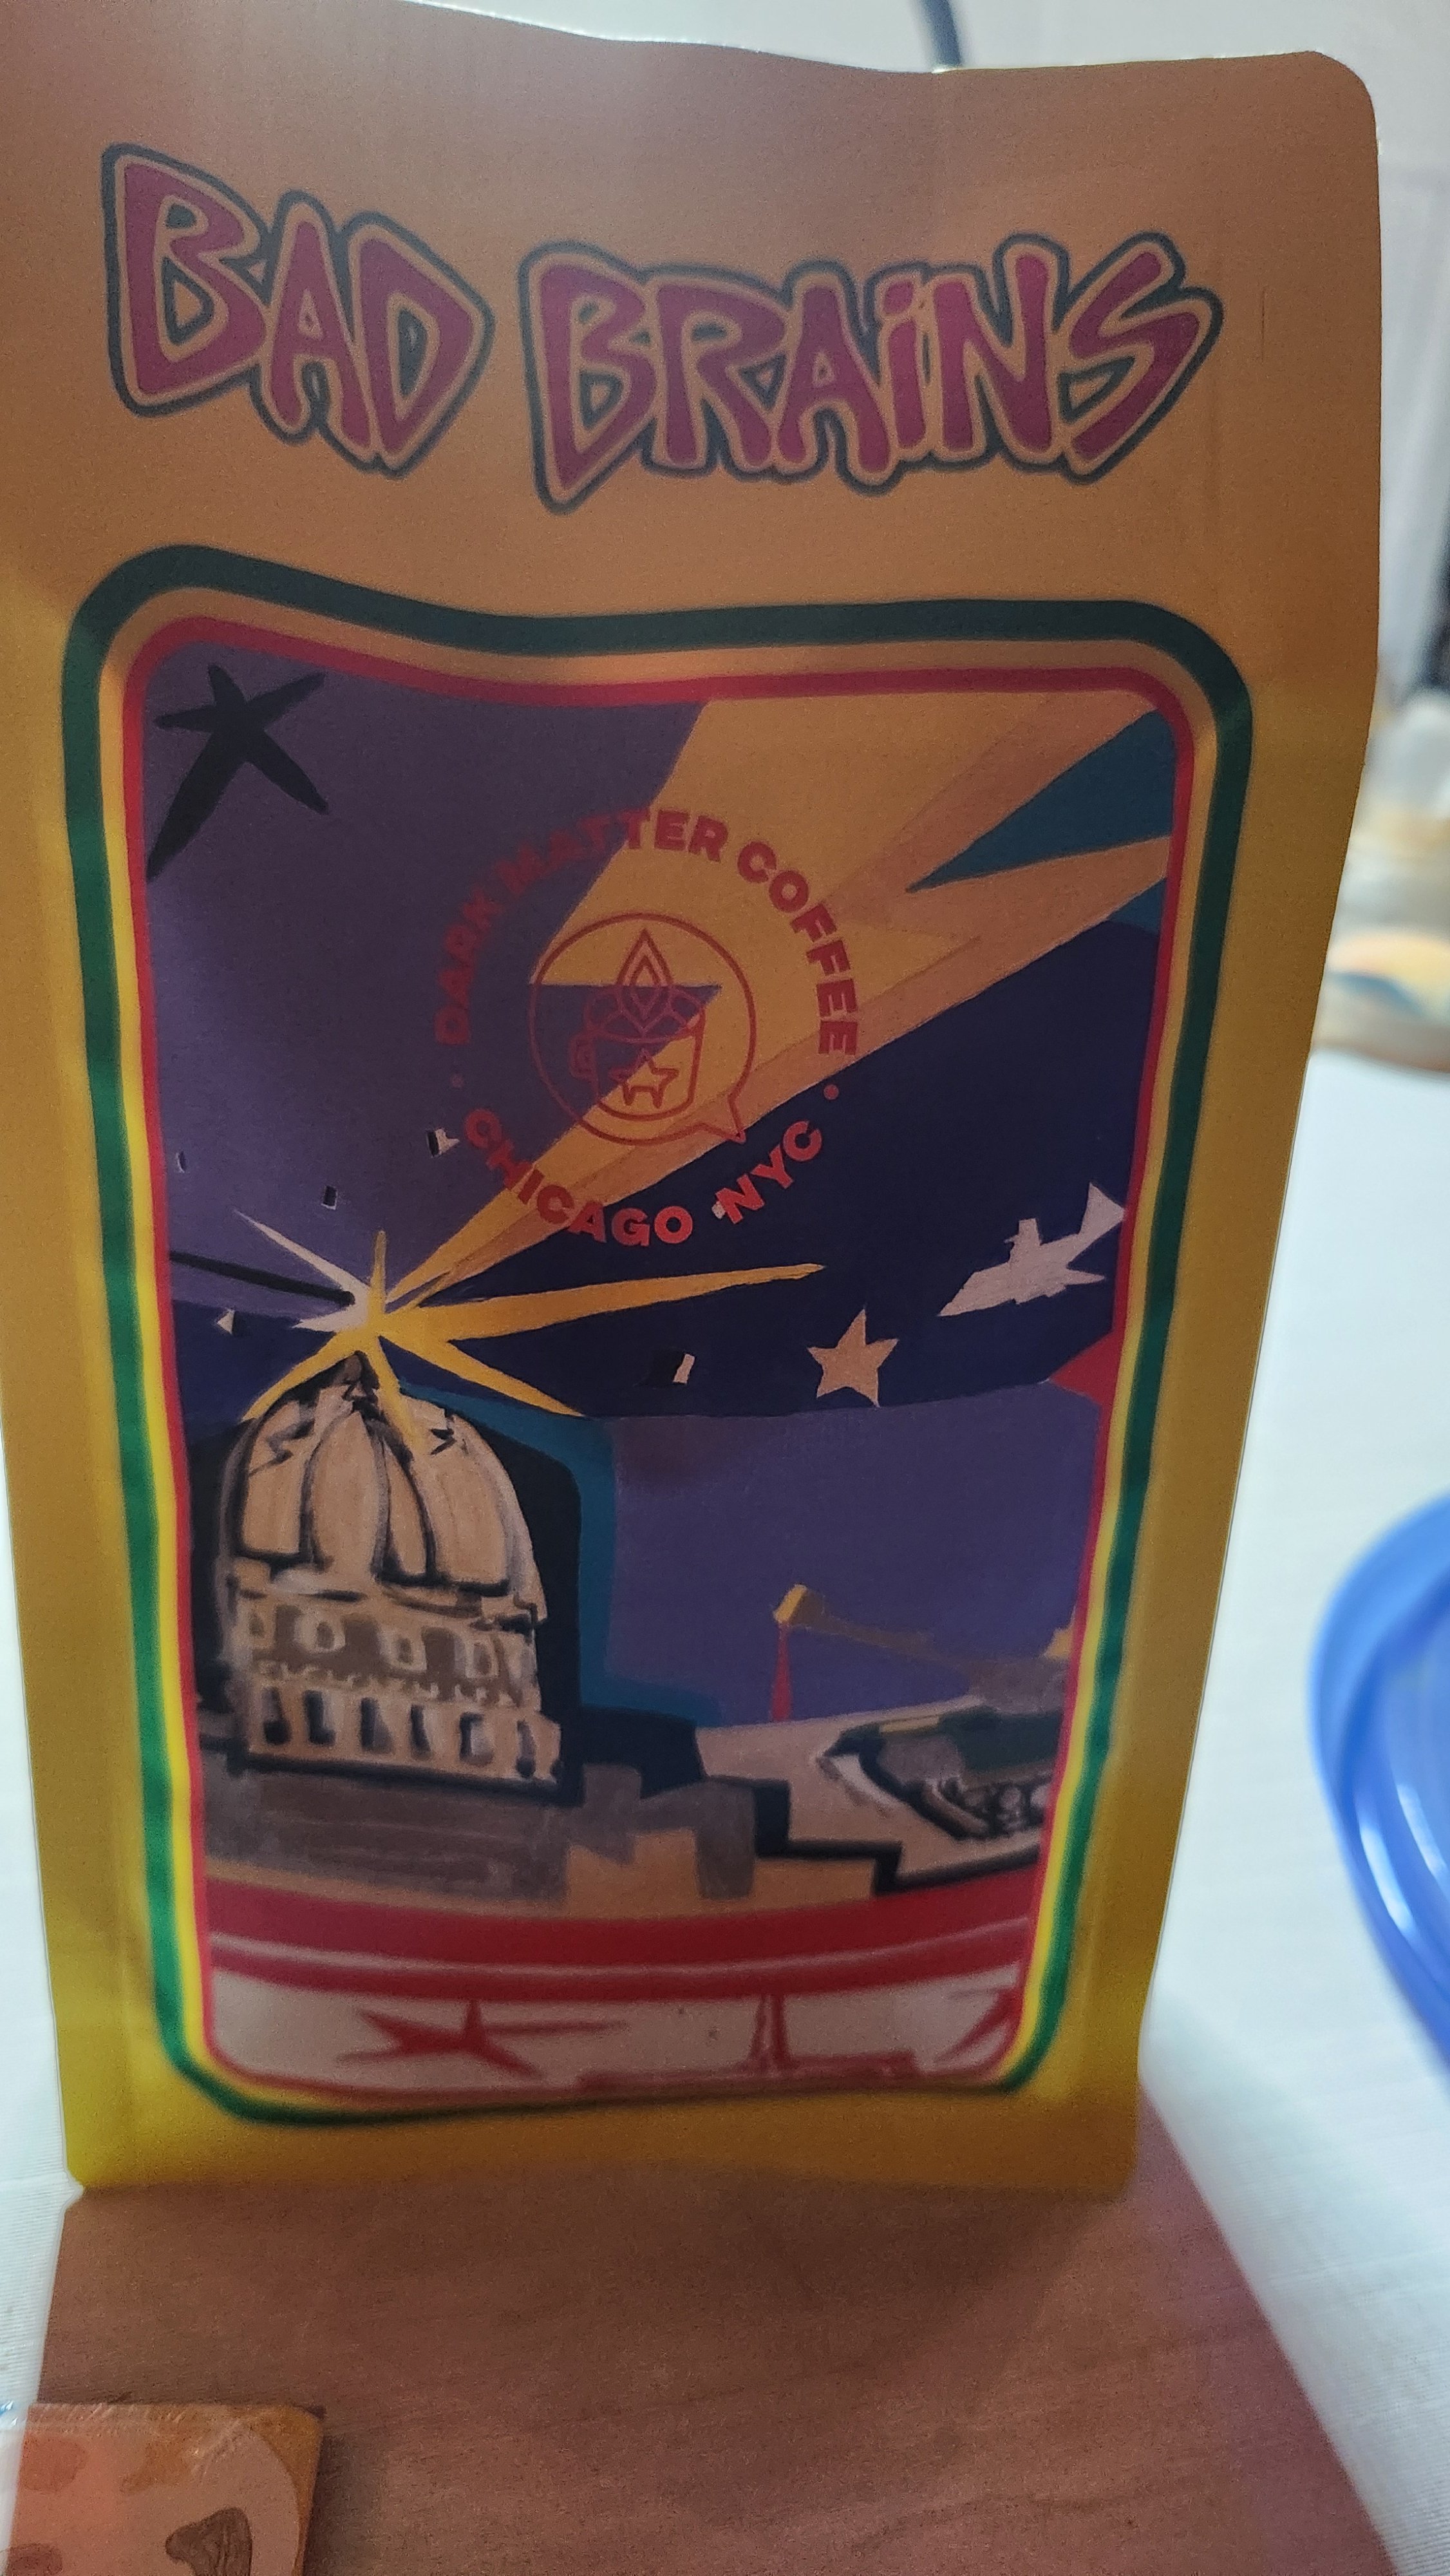 BAD BRAiNS
DARK MATTER COFFEE
CHICAGO · NYC